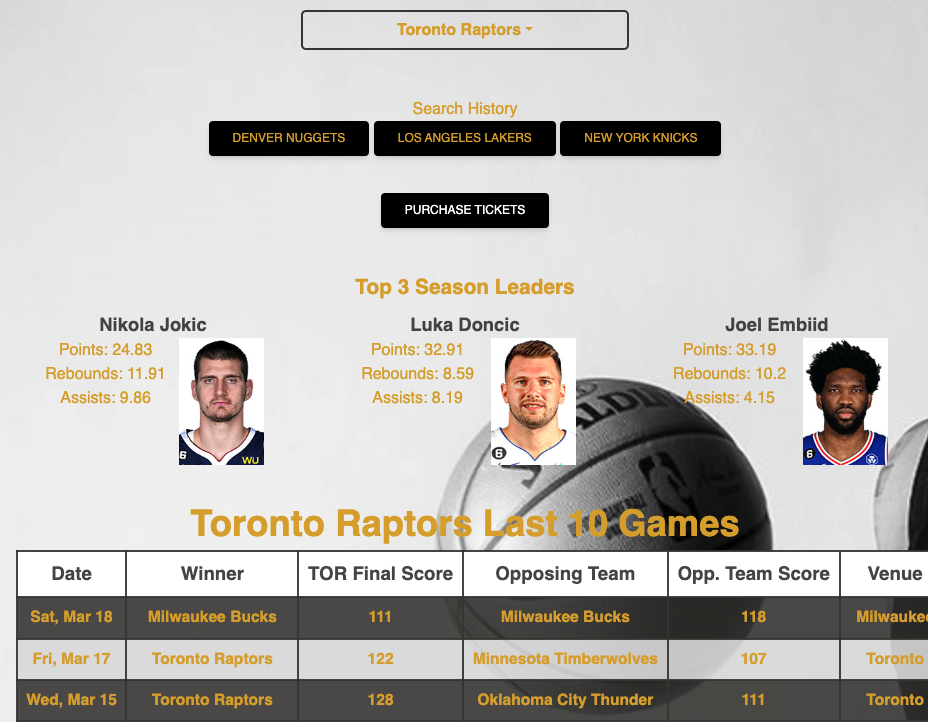 Toronto Raptors
Search History
DENVER NUGGETS LOS ANGELES LAKERS NEW YORK KNICKS
PURCHASE TICKETS
Top 3 Season Leaders
Nikola Jokic Luka Doncic Joel Embiid
Points: 24.83 Points: 32.91 Points: 33.19
Rebounds: 11.91 Rebounds: 8.59 Rebounds: 10.2
Assists: 9.86 Assists: 8.19 Assists: 4.15
6 WU 6 6
Toronto Raptors Last 10 Games
Date Winner TOR Final Score Opposing Team Opp. Team Score Venue
Sat, Mar 18 Milwaukee Bucks 111 Milwaukee Bucks 118 Milwauke
Fri, Mar 17 Toronto Raptors 122 Minnesota Timberwolves 107 Toronto
Wed, Mar 15 Toronto Raptors 128 Oklahoma City Thunder 111 Toronto